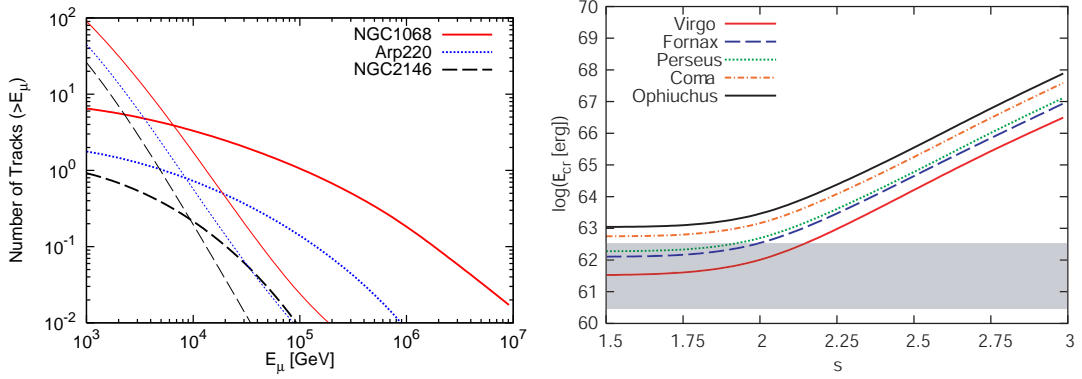 Number of Tracks (>E_μ)
10^2
10^1
10^0
10^-1
10^-2
10^3
10^4
10^5
10^6
10^7
E_μ [GeV]
NGC1068
Arp220
NGC2146
log(E_cr [erg])
70
69
68
67
66
65
64
63
62
61
60
1.5
1.75
2
2.25
2.5
2.75
3
s
Virgo
Fornax
Perseus
Coma
Ophiuchus